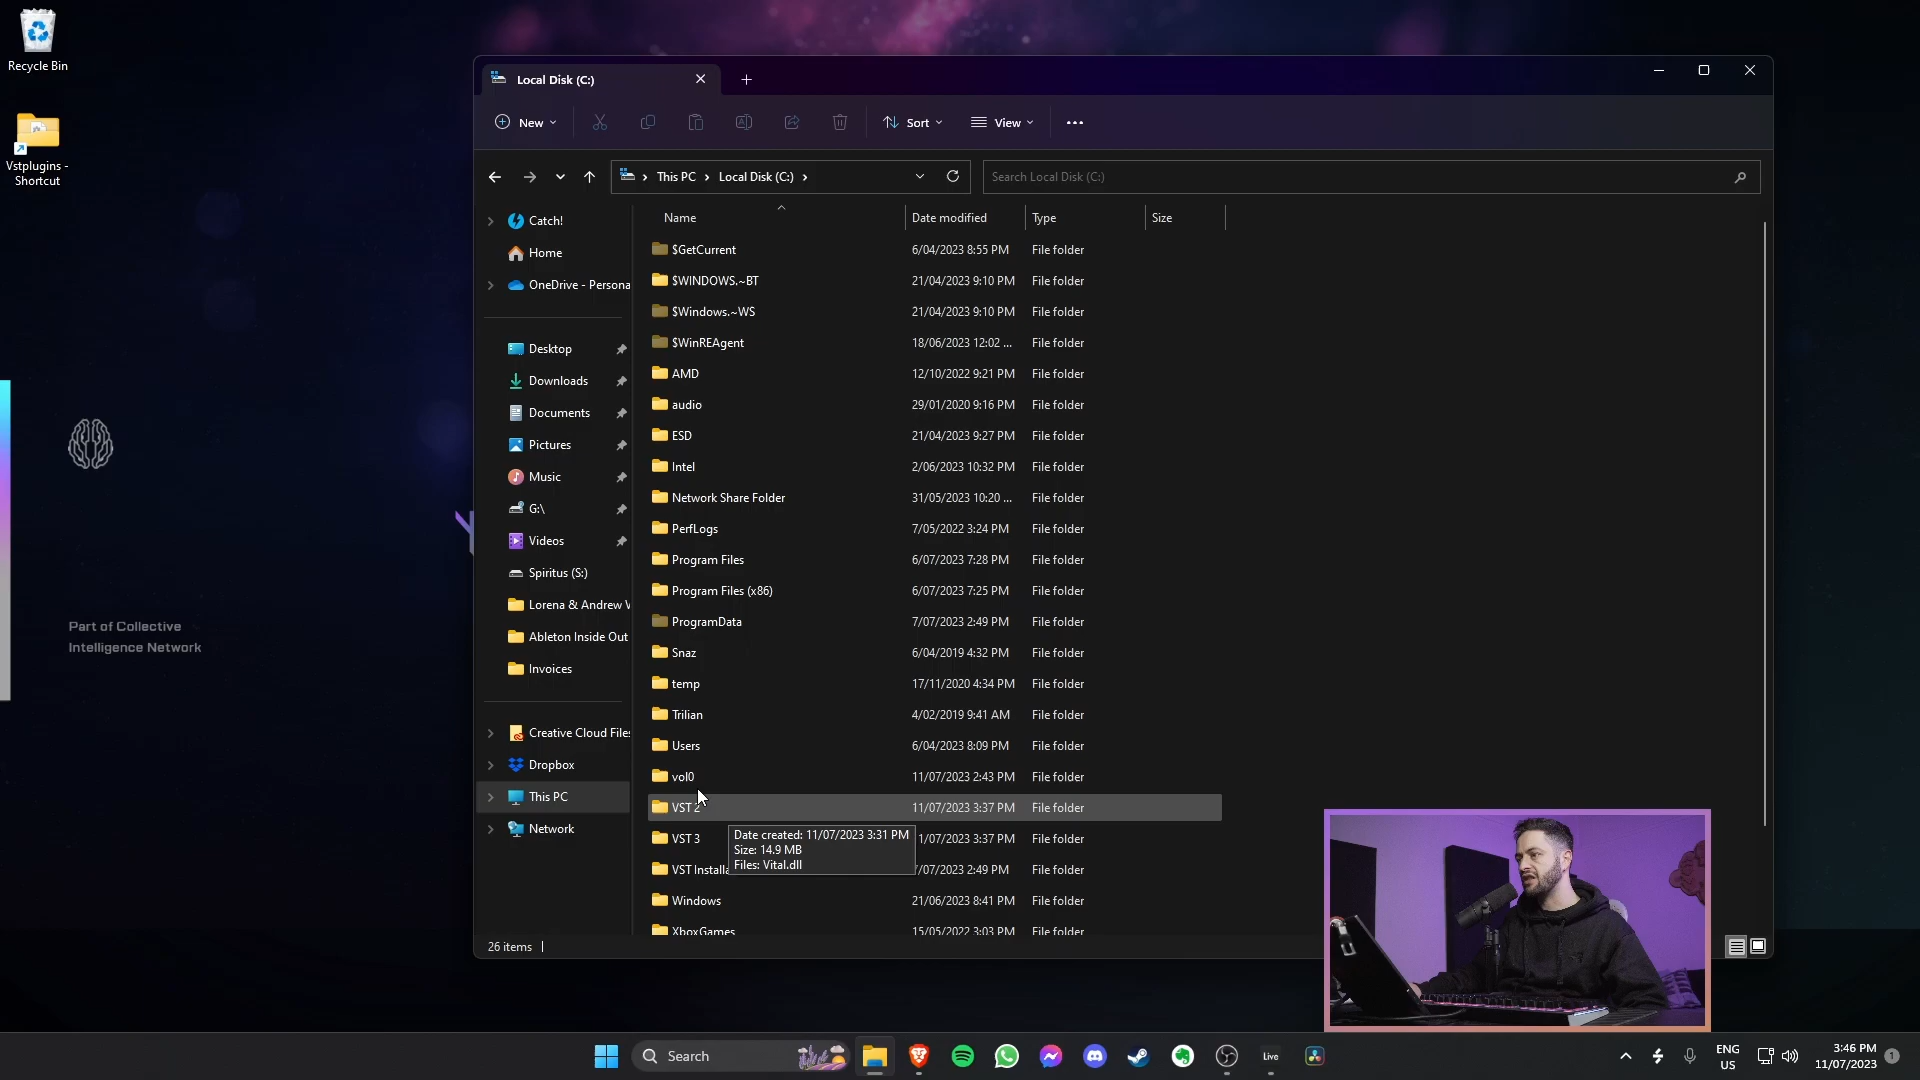 Recycle Bin
Vstplugins -
Shortcut
Part of Collective
Intelligence Network
Local Disk (C:)
New
Sort
View
This PC
Local Disk (C:)
Search Local Disk (C:)
Catch!
Home
OneDrive - Persona
Desktop
Downloads
Documents
Pictures
Music
G:\
Videos
Spiritus (S:)
Lorena & Andrew W
Ableton Inside Out
Invoices
Creative Cloud Files
Dropbox
This PC
Network
Name Date modified Type Size
$GetCurrent 6/04/2023 8:55 PM File folder
$WINDOWS.~BT 21/04/2023 9:10 PM File folder
$Windows.~WS 21/04/2023 9:10 PM File folder
$WinREAgent 18/06/2023 12:02 ... File folder
AMD 12/10/2022 9:21 PM File folder
audio 29/01/2020 9:16 PM File folder
ESD 21/04/2023 9:27 PM File folder
Intel 2/06/2023 10:32 PM File folder
Network Share Folder 31/05/2023 10:20 ... File folder
PerfLogs 7/05/2022 3:24 PM File folder
Program Files 6/07/2023 7:28 PM File folder
Program Files (x86) 6/07/2023 7:25 PM File folder
ProgramData 7/07/2023 2:49 PM File folder
Snaz 6/04/2019 4:32 PM File folder
temp 17/11/2020 4:34 PM File folder
Trilian 4/02/2019 9:41 AM File folder
Users 6/04/2023 8:09 PM File folder
vol0 11/07/2023 2:43 PM File folder
VST 2 11/07/2023 3:37 PM File folder
VST 3 1/07/2023 3:37 PM File folder
VST Installa /07/2023 2:49 PM File folder
Windows 21/06/2023 8:41 PM File folder
XboxGames 15/05/2022 3:03 PM File folder
Date created: 11/07/2023 3:31 PM
Size: 14.9 MB
Files: Vital.dll
26 items
Search
Live
ENG
US
3:46 PM
11/07/2023
1